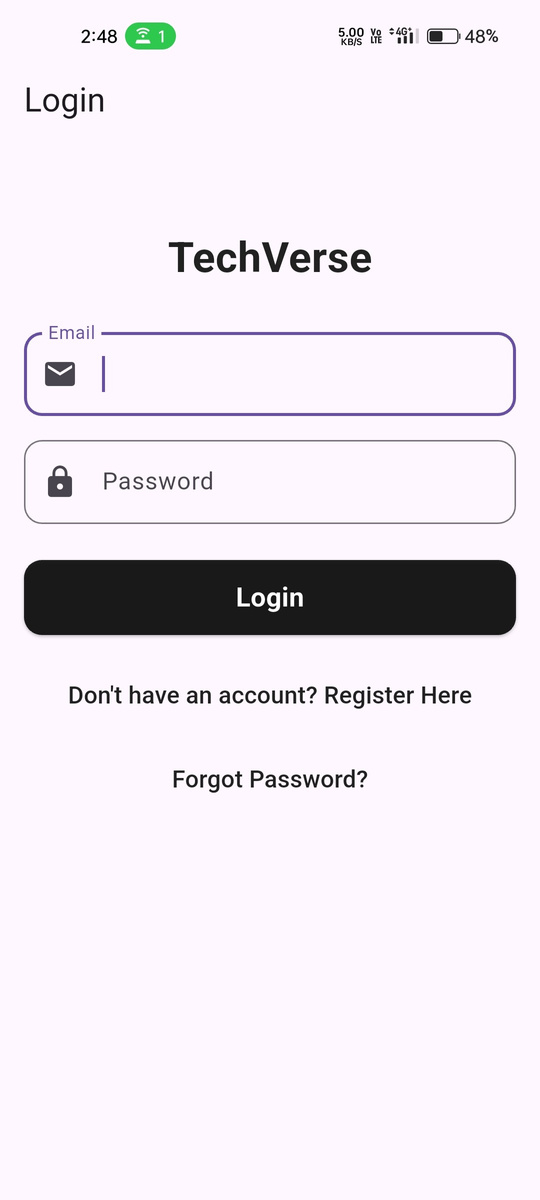 2:48 1 5.00 KB/S Vo LTE 4G+ 48%
Login
TechVerse
Email
Password
Login
Don't have an account? Register Here
Forgot Password?